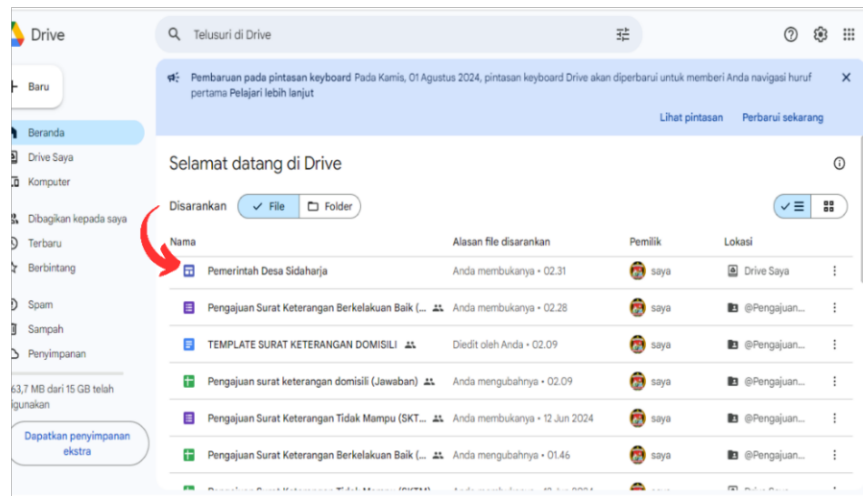 Drive
Telusuri di Drive
Baru
Pembaruan pada pintasan keyboard Pada Kamis, 01 Agustus 2024, pintasan keyboard Drive akan diperbarui untuk memberi Anda navigasi huruf
pertama Pelajari lebih lanjut
Lihat pintasan Perbarui sekarang
Beranda
Drive Saya
Komputer
Dibagikan kepada saya
Terbaru
Berbintang
Spam
Sampah
Penyimpanan
63,7 MB dari 15 GB telah
igunakan
Dapatkan penyimpanan
ekstra
Selamat datang di Drive
Disarankan File Folder
Nama Alasan file disarankan Pemilik Lokasi
Pemerintah Desa Sidaharja Anda membukanya • 02.31 saya Drive Saya
Pengajuan Surat Keterangan Berkelakuan Baik (... Anda membukanya • 02.28 saya @Pengajuan...
TEMPLATE SURAT KETERANGAN DOMISILI Diedit oleh Anda • 02.09 saya @Pengajuan...
Pengajuan surat keterangan domisili (Jawaban) Anda mengubahnya • 02.09 saya @Pengajuan...
Pengajuan Surat Keterangan Tidak Mampu (SKT... Anda membukanya • 12 Jun 2024 saya @Pengajuan...
Pengajuan Surat Keterangan Berkelakuan Baik (... Anda mengubahnya • 01.46 saya @Pengajuan...